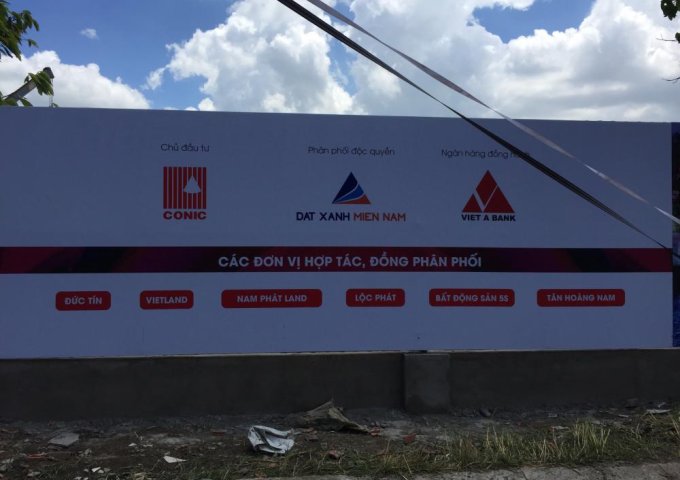 Chủ đầu tư
Phân phối độc quyền
Ngân hàng đồng
CONIC
DAT XANH MIEN NAM
VIET A BANK
CÁC ĐƠN VỊ HỢP TÁC, ĐỒNG PHÂN PHỐI
ĐỨC TÍN
VIETLAND
NAM PHÁT LAND
LỘC PHÁT
BẤT ĐỘNG SẢN 5S
TÂN HOÀNG NAM